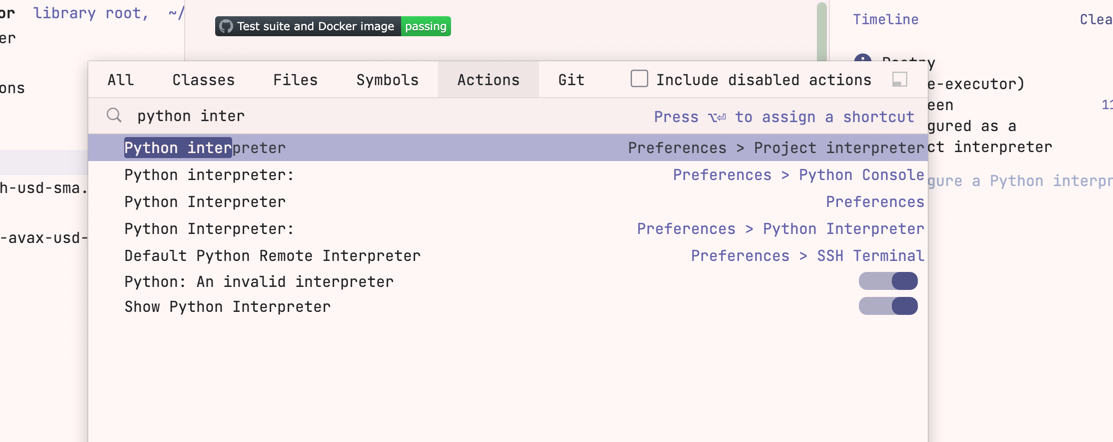 or library root, ~/
er
ons
h-usd-sma.
-avax-usd-
Test suite and Docker image passing
All Classes Files Symbols Actions Git Include disabled actions
python inter Press ⌥⏎ to assign a shortcut
Python interpreter Preferences > Project interpreter
Python interpreter: Preferences > Python Console
Python Interpreter Preferences
Python Interpreter: Preferences > Python Interpreter
Default Python Remote Interpreter Preferences > SSH Terminal
Python: An invalid interpreter
Show Python Interpreter
Timeline Clea
Poetry
e-executor)
een 11
gured as a
ct interpreter
gure a Python interpr